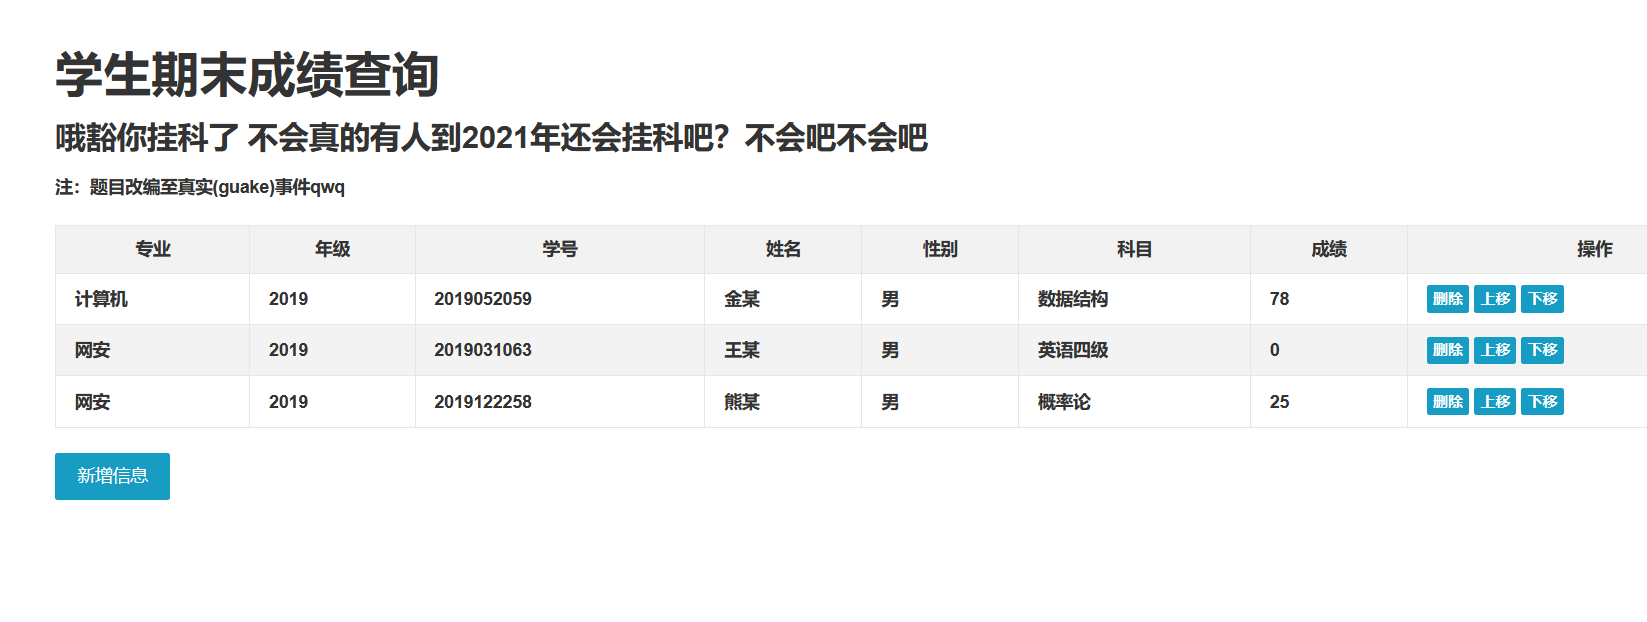 学生期末成绩查询
哦豁你挂科了 不会真的有人到2021年还会挂科吧？不会吧不会吧
注：题目改编至真实(guake)事件qwq
专业 年级 学号 姓名 性别 科目 成绩 操作
计算机 2019 2019052059 金某 男 数据结构 78 删除 上移 下移
网安 2019 2019031063 王某 男 英语四级 0 删除 上移 下移
网安 2019 2019122258 熊某 男 概率论 25 删除 上移 下移
新增信息